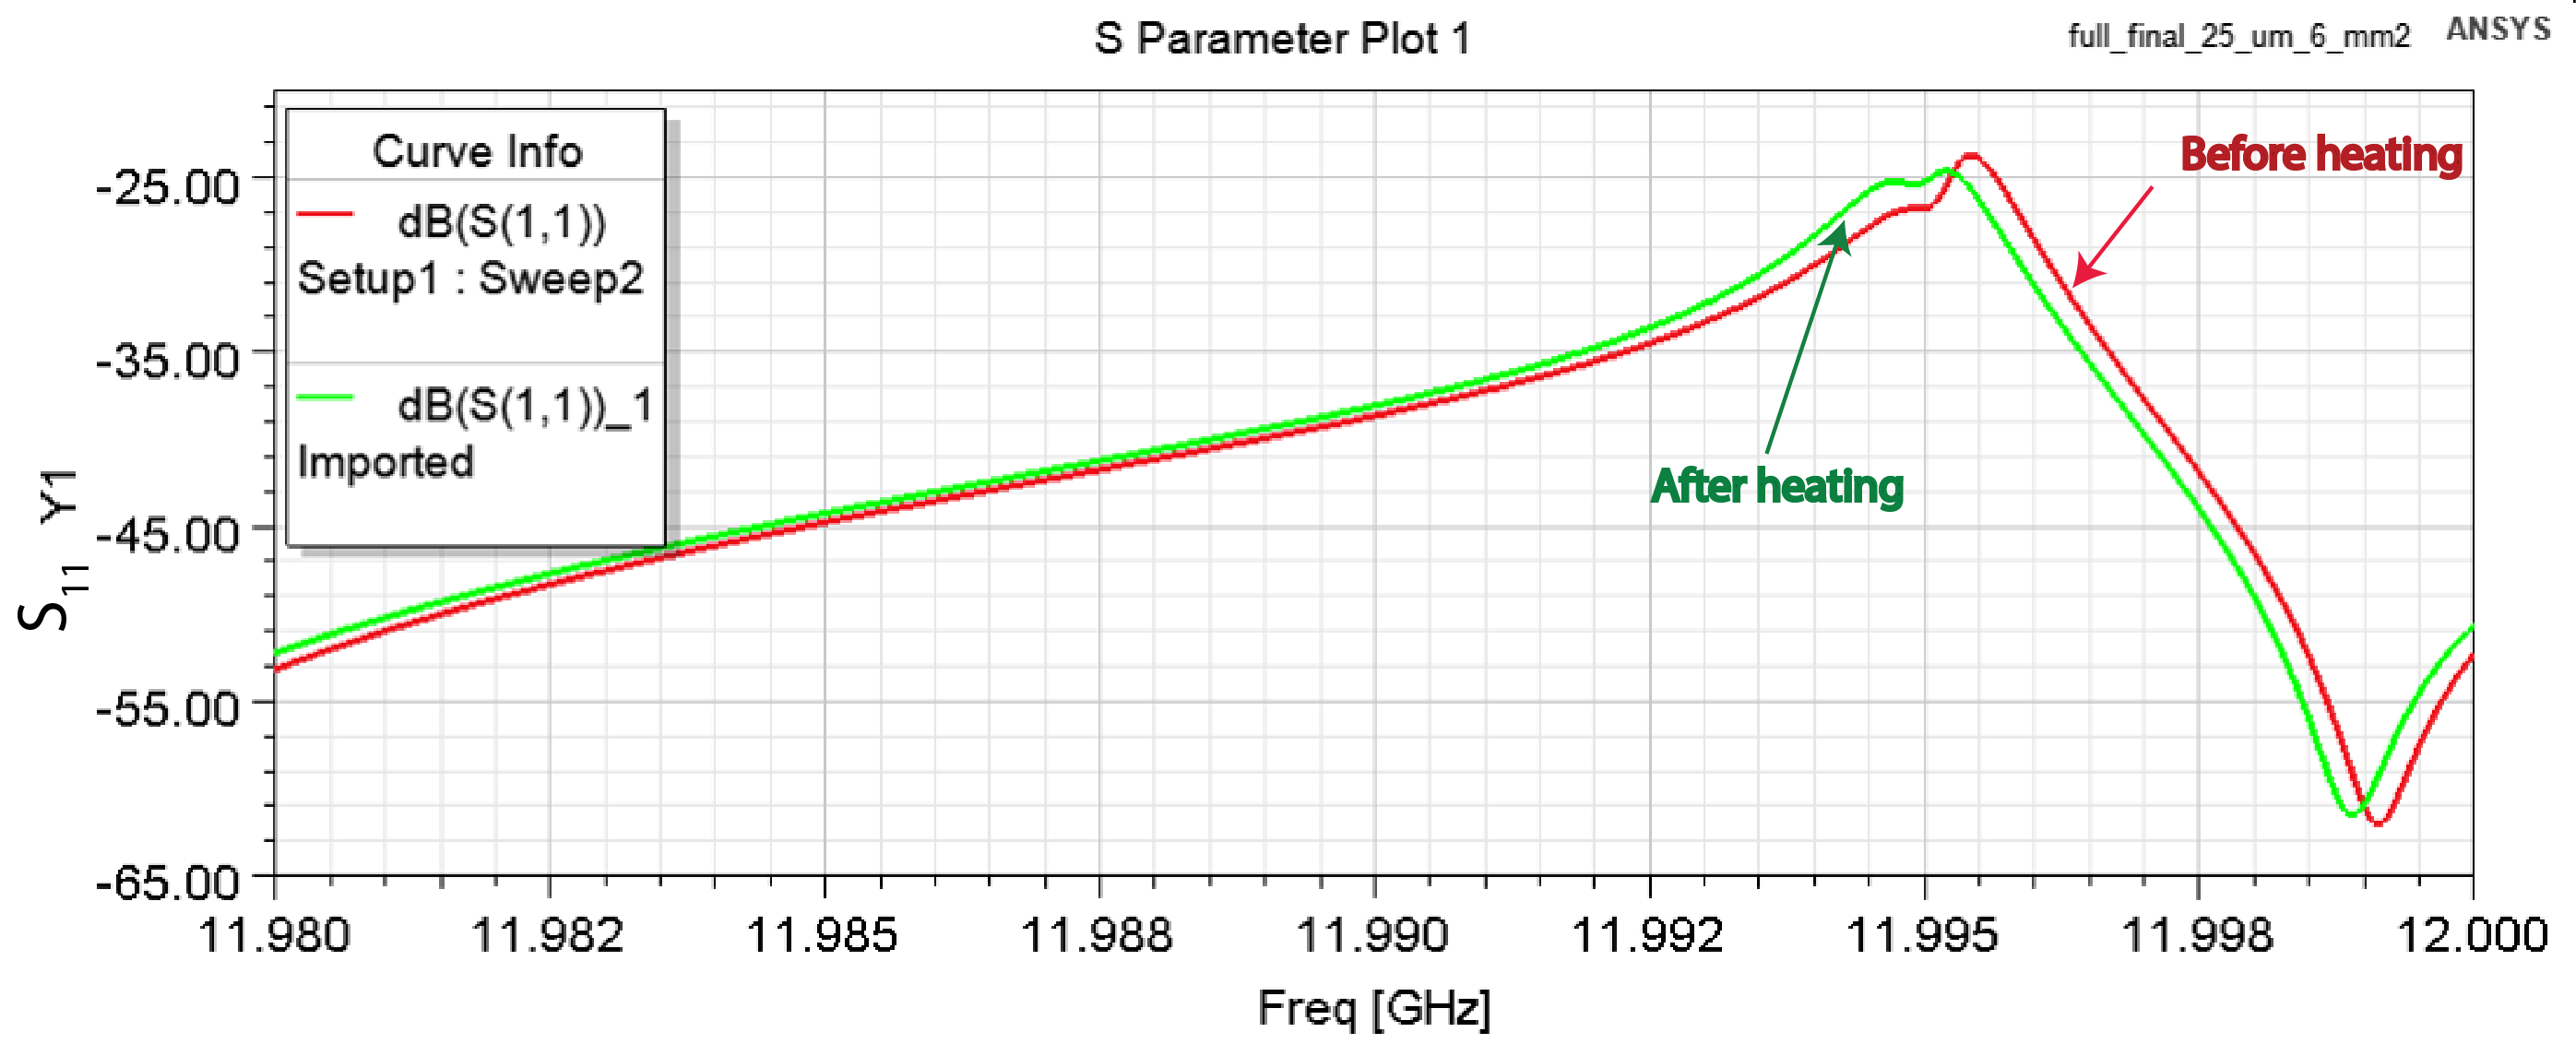 S Parameter Plot 1
full_final_25_um_6_mm2
ANSYS
Curve Info
dB(S(1,1))
Setup1 : Sweep2
dB(S(1,1))_1
Imported
Before heating
After heating
S11 Y1
-25.00
-35.00
-45.00
-55.00
-65.00
11.980 11.982 11.985 11.988 11.990 11.992 11.995 11.998 12.000
Freq [GHz]